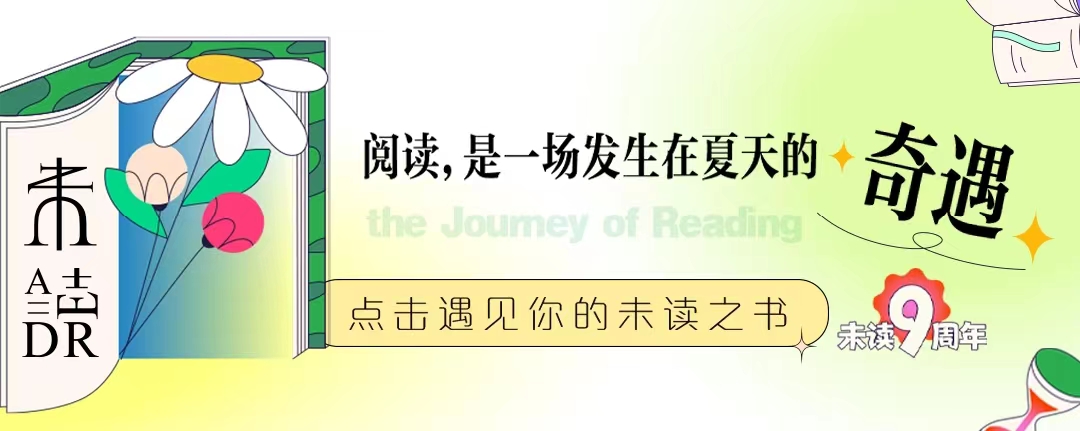 阅读,是一场发生在夏天的
奇遇
the Journey of Reading
点击遇见你的未读之书
未读9周年
未
A
DR